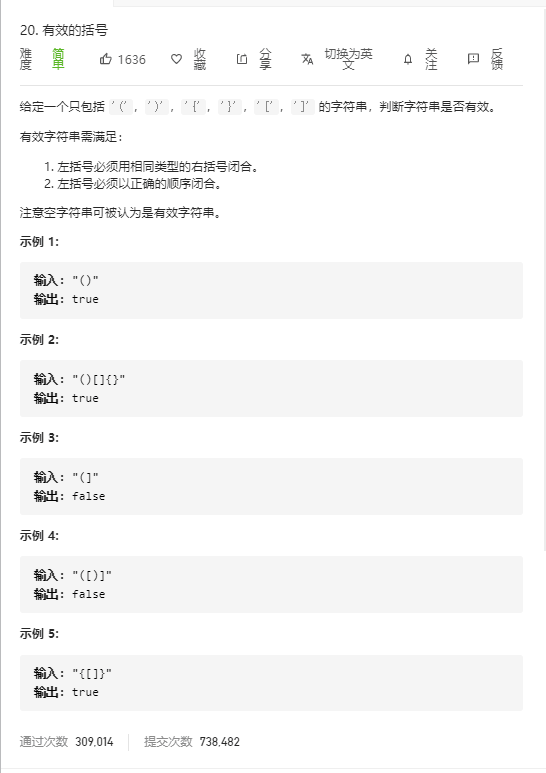 20. 有效的括号
难度 简单 1636 收藏 分享 切换为英文 关注 反馈
给定一个只包括 '(', ')', '{', '}', '[', ']' 的字符串，判断字符串是否有效。
有效字符串需满足：
1. 左括号必须用相同类型的右括号闭合。
2. 左括号必须以正确的顺序闭合。
注意空字符串可被认为是有效字符串。
示例 1:
输入: "()"
输出: true
示例 2:
输入: "()[]{}"
输出: true
示例 3:
输入: "(]"
输出: false
示例 4:
输入: "([)]"
输出: false
示例 5:
输入: "{[]}"
输出: true
通过次数 309,014 提交次数 738,482